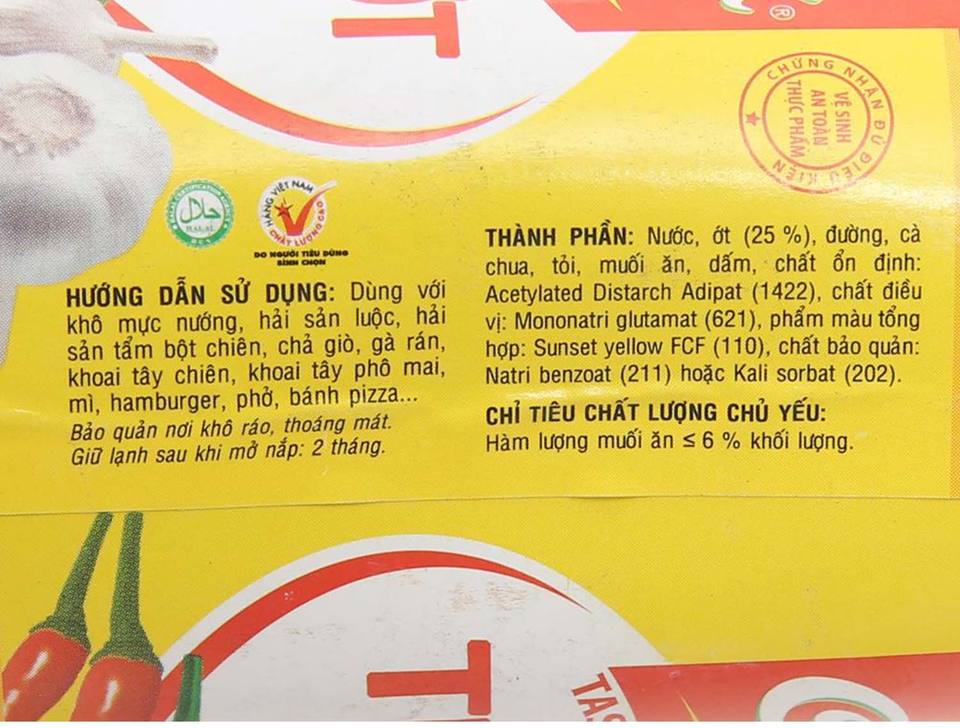 ỚT
®
CHỨNG NHẬN ĐỦ ĐIỀU KIỆN
VỆ SINH
AN TOÀN
THỰC PHẨM
حلال
HALAL
HCA
HÀNG VIỆT NAM
CHẤT LƯỢNG CAO
DO NGƯỜI TIÊU DÙNG
BÌNH CHỌN
HƯỚNG DẪN SỬ DỤNG: Dùng với
khô mực nướng, hải sản luộc, hải
sản tẩm bột chiên, chả giò, gà rán,
khoai tây chiên, khoai tây phô mai,
mì, hamburger, phở, bánh pizza...
Bảo quản nơi khô ráo, thoáng mát.
Giữ lạnh sau khi mở nắp: 2 tháng.
THÀNH PHẦN: Nước, ớt (25 %), đường, cà
chua, tỏi, muối ăn, dấm, chất ổn định:
Acetylated Distarch Adipat (1422), chất điều
vị: Mononatri glutamat (621), phẩm màu tổng
hợp: Sunset yellow FCF (110), chất bảo quản:
Natri benzoat (211) hoặc Kali sorbat (202).
CHỈ TIÊU CHẤT LƯỢNG CHỦ YẾU:
Hàm lượng muối ăn ≤ 6 % khối lượng.